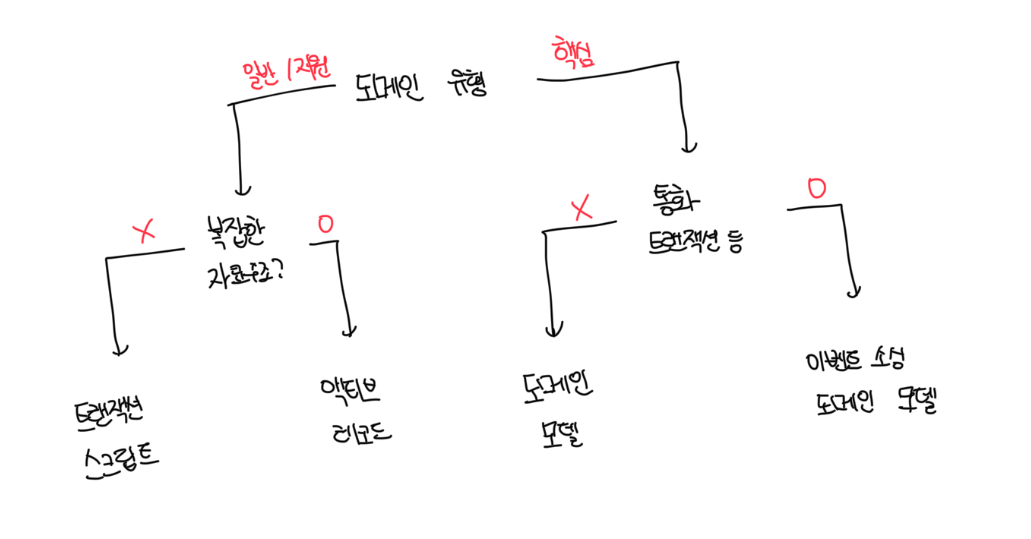 일반 / 지원
도메인 유형
핵심
X
복잡한
자료구조?
O
X
통화
트랜잭션 등
O
트랜잭션
스크립트
액티브
레코드
도메인
모델
이벤트 소싱
도메인 모델